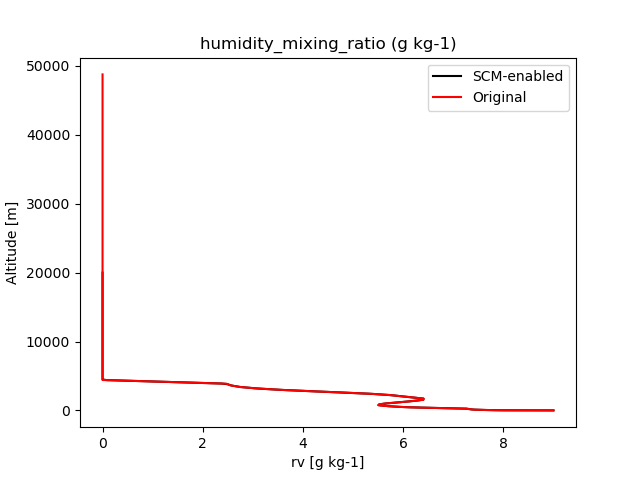 humidity_mixing_ratio (g kg-1)
SCM-enabled
Original
50000
40000
30000
20000
10000
0
Altitude [m]
0 2 4 6 8
rv [g kg-1]